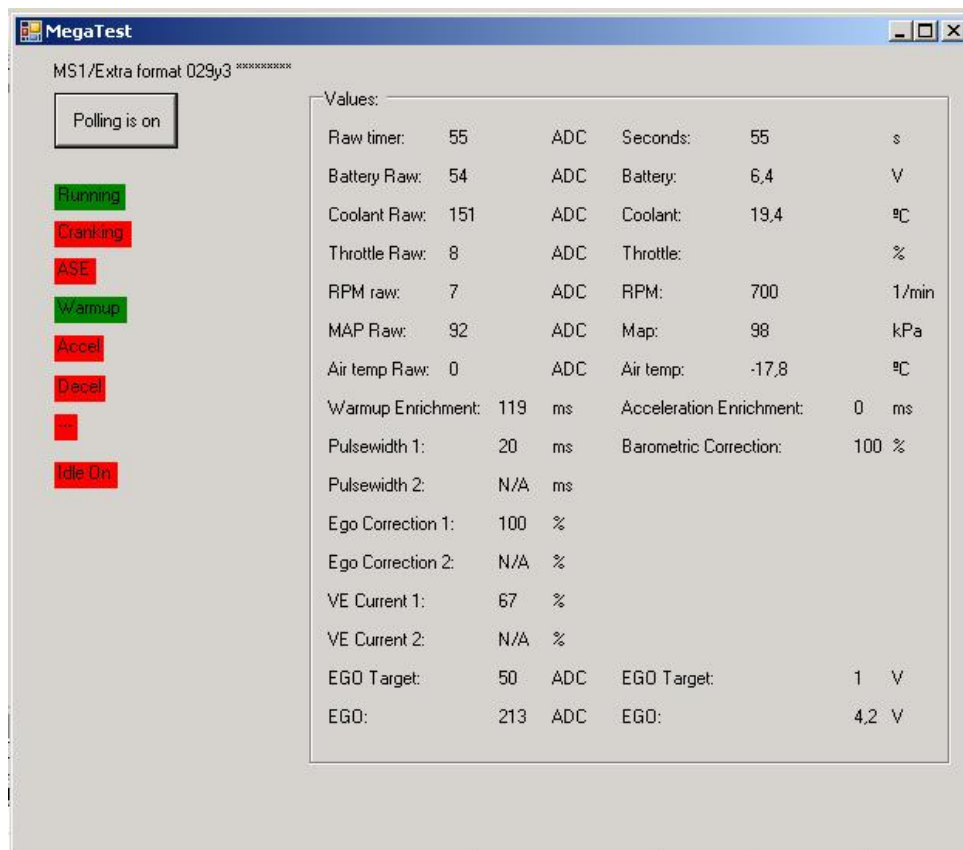 MegaTest
MS1/Extra format 029y3 *********
Polling is on
Running
Cranking
ASE
Warmup
Accel
Decel
---
Idle On
Values:
Raw timer: 55 ADC Seconds: 55 s
Battery Raw: 54 ADC Battery: 6,4 V
Coolant Raw: 151 ADC Coolant: 19,4 ºC
Throttle Raw: 8 ADC Throttle: %
RPM raw: 7 ADC RPM: 700 1/min
MAP Raw: 92 ADC Map: 98 kPa
Air temp Raw: 0 ADC Air temp: -17,8 ºC
Warmup Enrichment: 119 ms Acceleration Enrichment: 0 ms
Pulsewidth 1: 20 ms Barometric Correction: 100 %
Pulsewidth 2: N/A ms
Ego Correction 1: 100 %
Ego Correction 2: N/A %
VE Current 1: 67 %
VE Current 2: N/A %
EGO Target: 50 ADC EGO Target: 1 V
EGO: 213 ADC EGO: 4,2 V